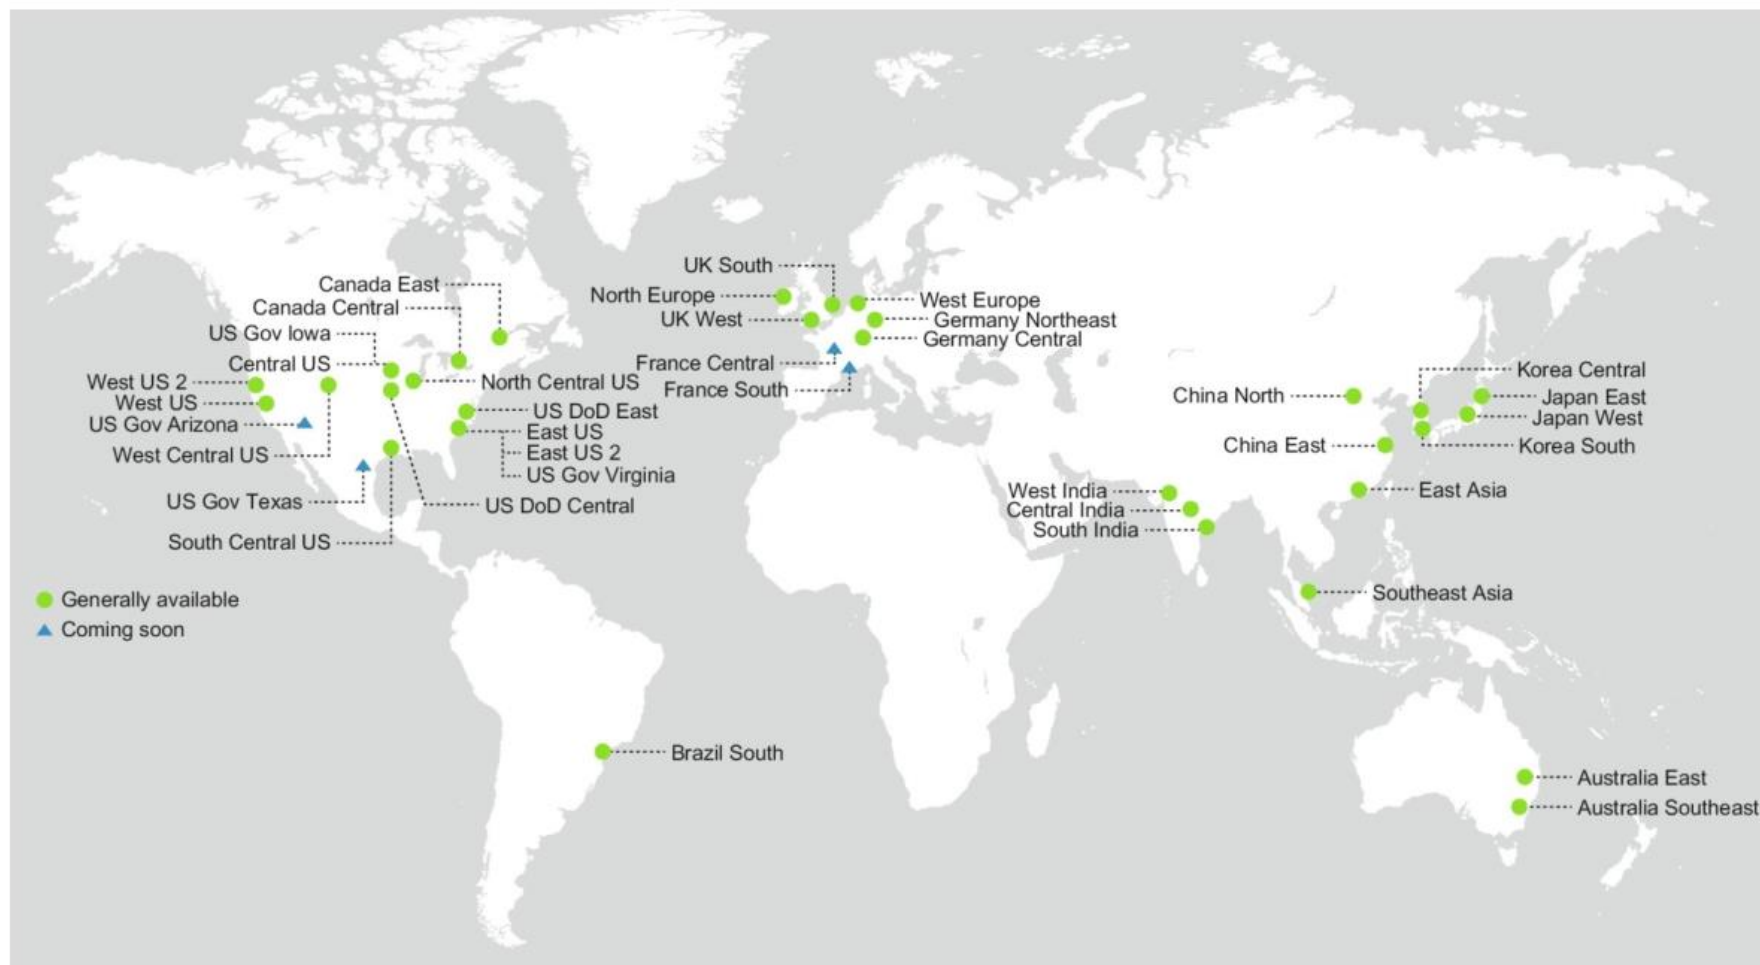 Canada East
Canada Central
US Gov Iowa
Central US
West US 2
West US
US Gov Arizona
West Central US
US Gov Texas
South Central US
North Central US
US DoD East
East US
East US 2
US Gov Virginia
US DoD Central
Generally available
Coming soon
Brazil South
UK South
North Europe
UK West
West Europe
Germany Northeast
Germany Central
France Central
France South
Korea Central
China North
Japan East
Japan West
China East
Korea South
West India
Central India
South India
East Asia
Southeast Asia
Australia East
Australia Southeast